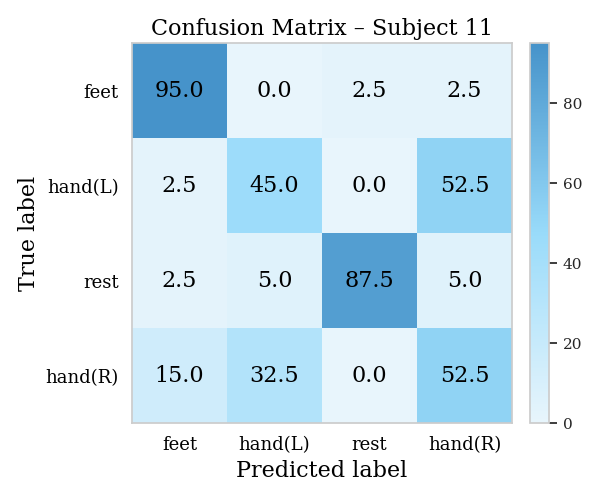 Confusion Matrix – Subject 11
feet 95.0 0.0 2.5 2.5
hand(L) 2.5 45.0 0.0 52.5
rest 2.5 5.0 87.5 5.0
hand(R) 15.0 32.5 0.0 52.5
feet hand(L) rest hand(R)
Predicted label
True label
80
60
40
20
0